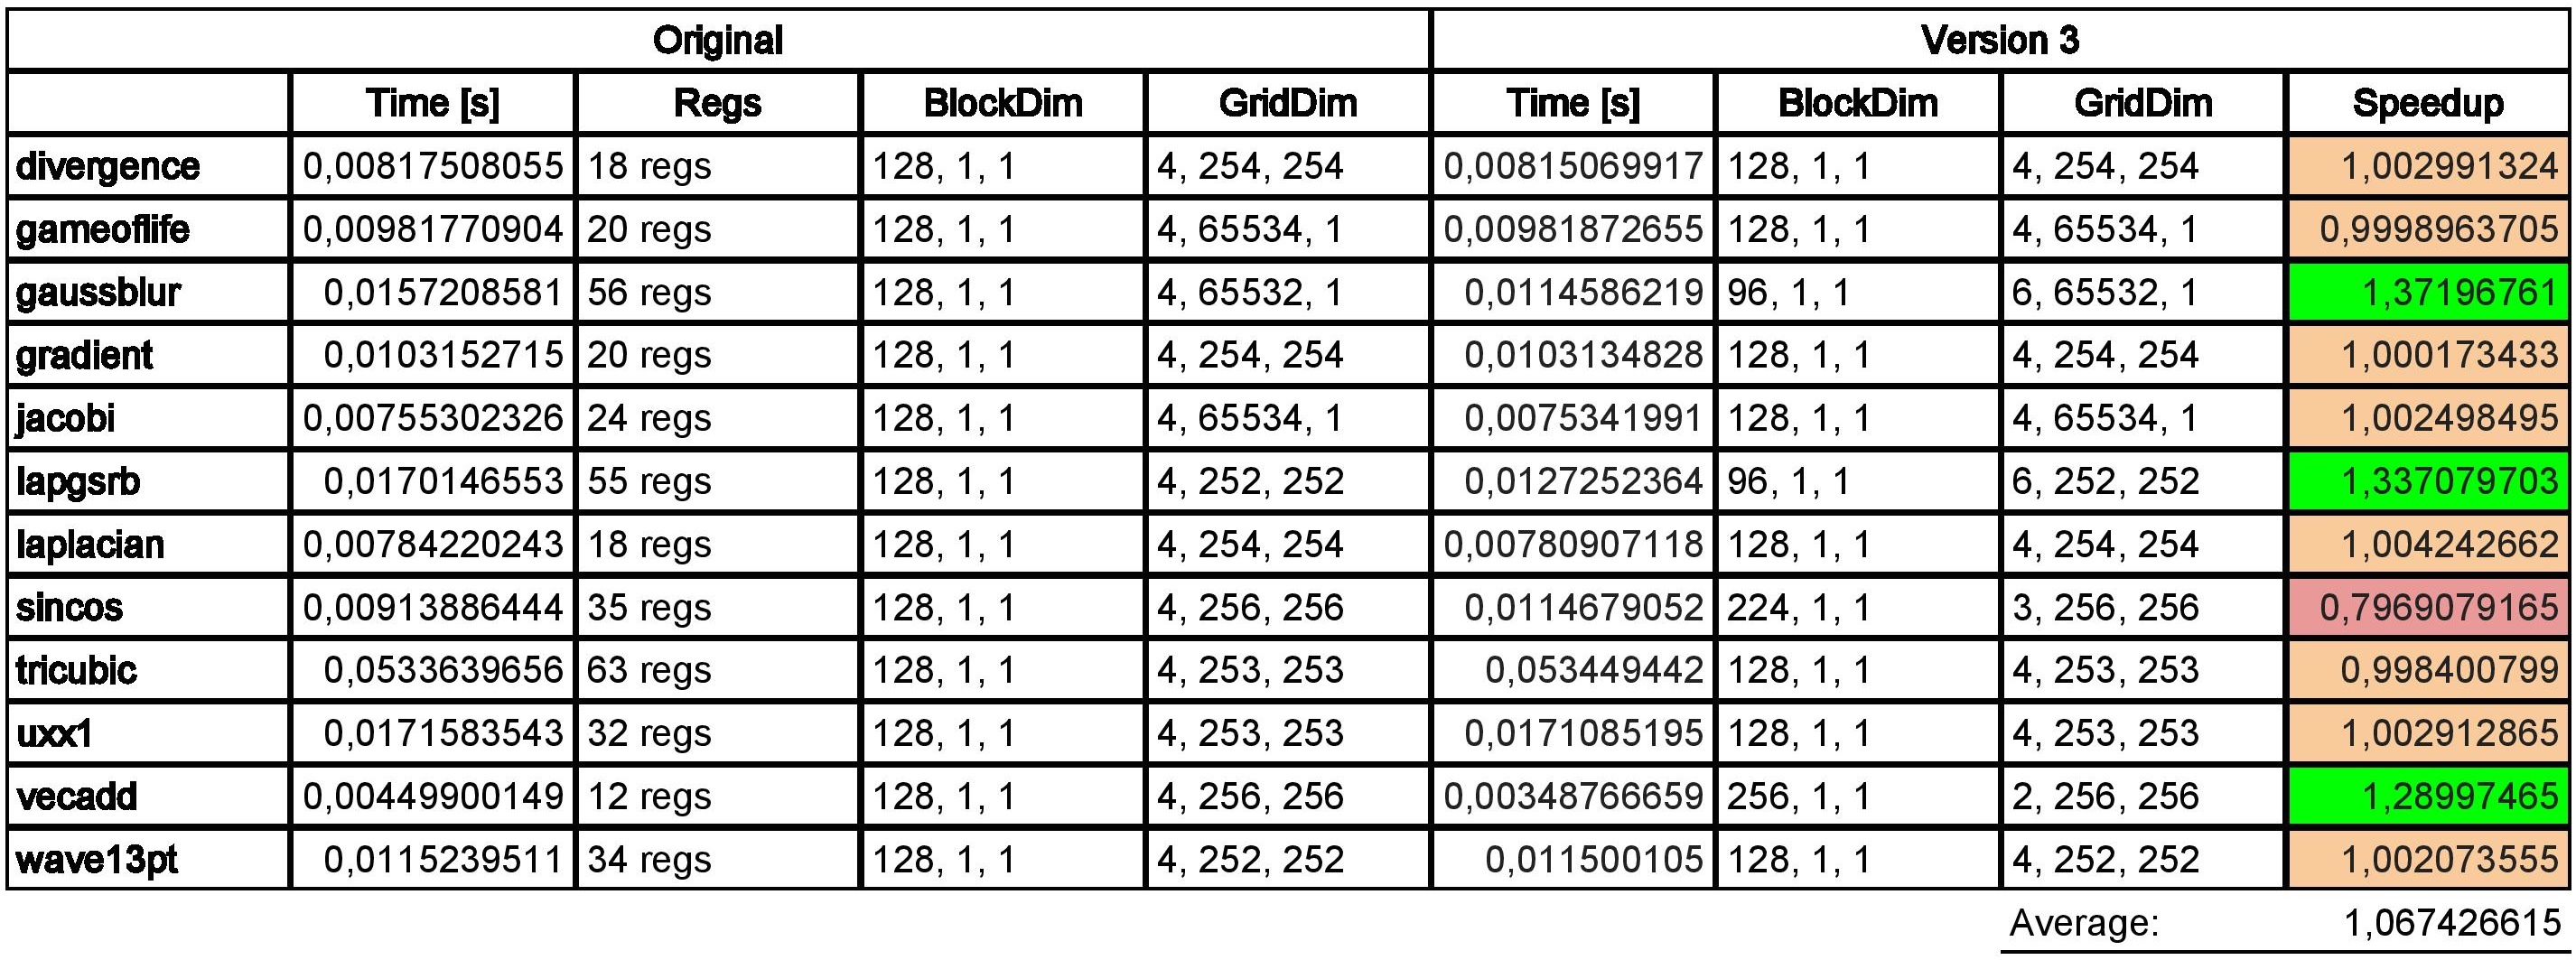 Original Version 3
Time [s] Regs BlockDim GridDim Time [s] BlockDim GridDim Speedup
divergence 0,00817508055 18 regs 128, 1, 1 4, 254, 254 0,00815069917 128, 1, 1 4, 254, 254 1,002991324
gameoflife 0,00981770904 20 regs 128, 1, 1 4, 65534, 1 0,00981872655 128, 1, 1 4, 65534, 1 0,9998963705
gaussblur 0,0157208581 56 regs 128, 1, 1 4, 65532, 1 0,0114586219 96, 1, 1 6, 65532, 1 1,37196761
gradient 0,0103152715 20 regs 128, 1, 1 4, 254, 254 0,0103134828 128, 1, 1 4, 254, 254 1,000173433
jacobi 0,00755302326 24 regs 128, 1, 1 4, 65534, 1 0,0075341991 128, 1, 1 4, 65534, 1 1,002498495
lapgsrb 0,0170146553 55 regs 128, 1, 1 4, 252, 252 0,0127252364 96, 1, 1 6, 252, 252 1,337079703
laplacian 0,00784220243 18 regs 128, 1, 1 4, 254, 254 0,00780907118 128, 1, 1 4, 254, 254 1,004242662
sincos 0,00913886444 35 regs 128, 1, 1 4, 256, 256 0,0114679052 224, 1, 1 3, 256, 256 0,7969079165
tricubic 0,0533639656 63 regs 128, 1, 1 4, 253, 253 0,053449442 128, 1, 1 4, 253, 253 0,998400799
uxx1 0,0171583543 32 regs 128, 1, 1 4, 253, 253 0,0171085195 128, 1, 1 4, 253, 253 1,002912865
vecadd 0,00449900149 12 regs 128, 1, 1 4, 256, 256 0,00348766659 256, 1, 1 2, 256, 256 1,28997465
wave13pt 0,0115239511 34 regs 128, 1, 1 4, 252, 252 0,011500105 128, 1, 1 4, 252, 252 1,002073555
Average: 1,067426615